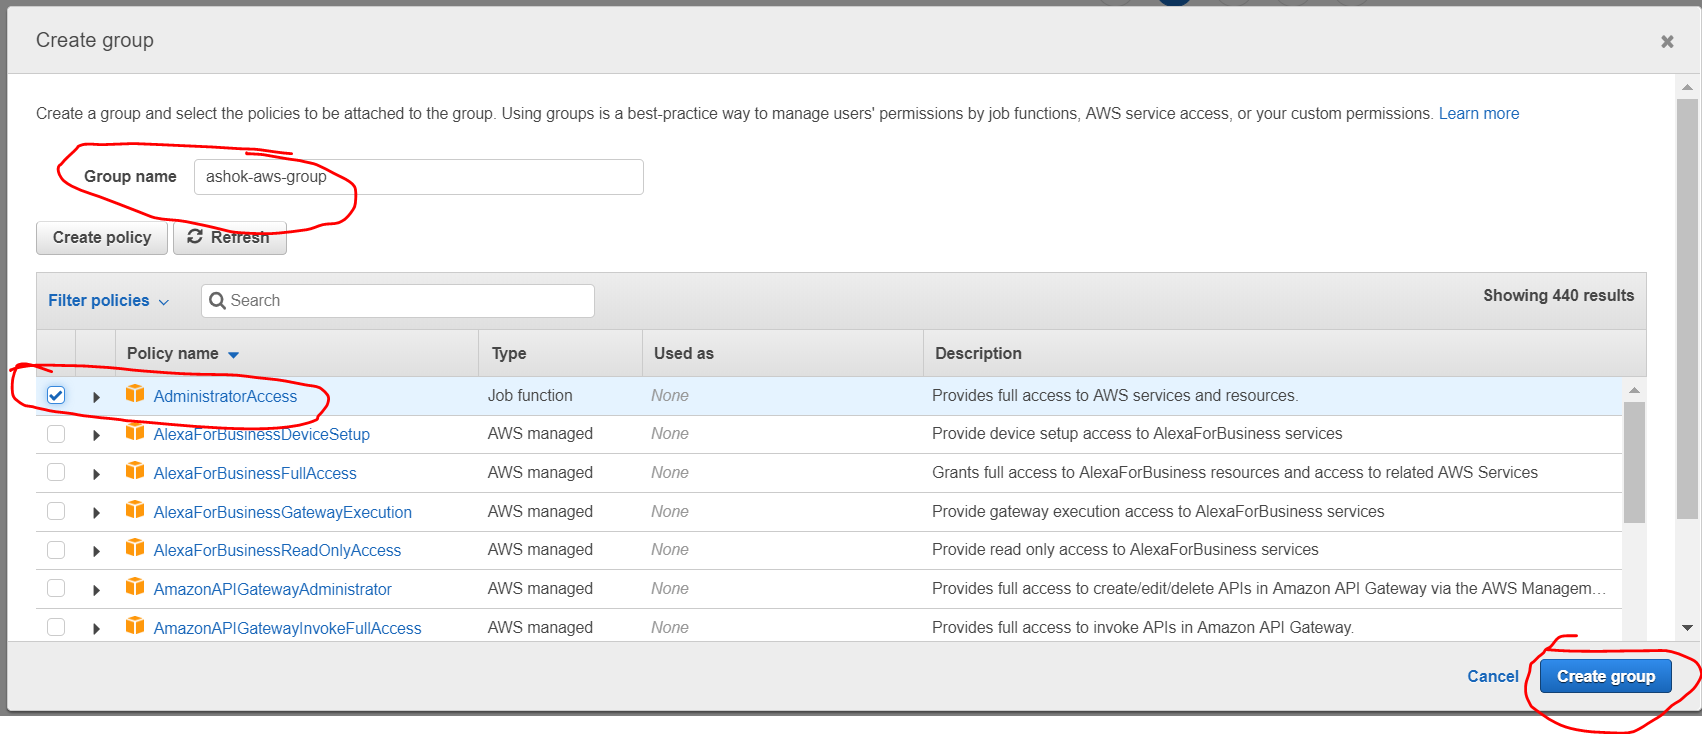 Create group
Create a group and select the policies to be attached to the group. Using groups is a best-practice way to manage users' permissions by job functions, AWS service access, or your custom permissions. Learn more
Group name ashok-aws-group
Create policy Refresh
Filter policies Search Showing 440 results
Policy name Type Used as Description
AdministratorAccess Job function None Provides full access to AWS services and resources.
AlexaForBusinessDeviceSetup AWS managed None Provide device setup access to AlexaForBusiness services
AlexaForBusinessFullAccess AWS managed None Grants full access to AlexaForBusiness resources and access to related AWS Services
AlexaForBusinessGatewayExecution AWS managed None Provide gateway execution access to AlexaForBusiness services
AlexaForBusinessReadOnlyAccess AWS managed None Provide read only access to AlexaForBusiness services
AmazonAPIGatewayAdministrator AWS managed None Provides full access to create/edit/delete APIs in Amazon API Gateway via the AWS Managem…
AmazonAPIGatewayInvokeFullAccess AWS managed None Provides full access to invoke APIs in Amazon API Gateway.
Cancel Create group